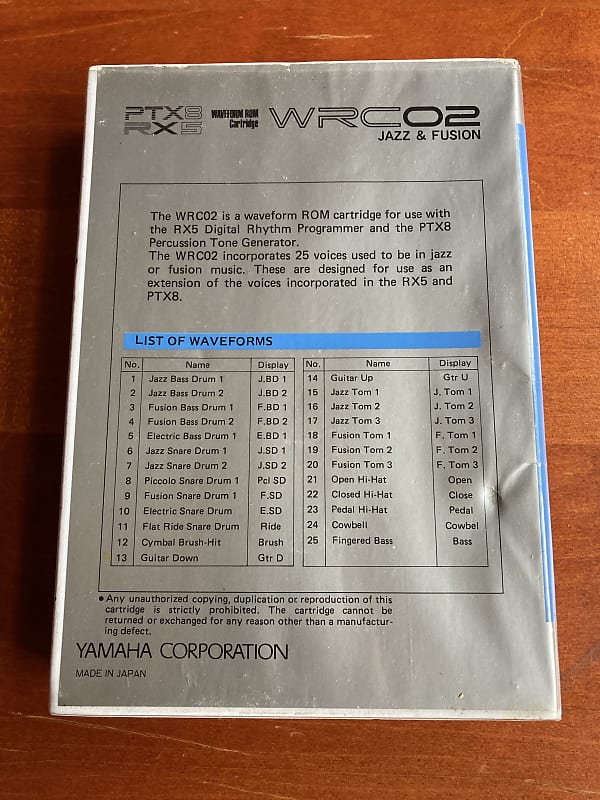 PTX8 WAVEFORM ROM WRC02
RX5 Cartridge
JAZZ & FUSION
The WRC02 is a waveform ROM cartridge for use with
the RX5 Digital Rhythm Programmer and the PTX8
Percussion Tone Generator.
The WRC02 incorporates 25 voices used to be in jazz
or fusion music. These are designed for use as an
extension of the voices incorporated in the RX5 and
PTX8.
LIST OF WAVEFORMS
No. Name Display
1 Jazz Bass Drum 1 J.BD 1
2 Jazz Bass Drum 2 J.BD 2
3 Fusion Bass Drum 1 F.BD 1
4 Fusion Bass Drum 2 F.BD 2
5 Electric Bass Drum E.BD 1
6 Jazz Snare Drum 1 J.SD 1
7 Jazz Snare Drum 2 J.SD 2
8 Piccolo Snare Drum 1 Pcl SD
9 Fusion Snare Drum 1 F.SD
10 Electric Snare Drum E.SD
11 Flat Ride Snare Drum Ride
12 Cymbal Brush-Hit Brush
13 Guitar Down Gtr D
No. Name Display
14 Guitar Up Gtr U
15 Jazz Tom 1 J. Tom 1
16 Jazz Tom 2 J. Tom 2
17 Jazz Tom 3 J. Tom 3
18 Fusion Tom 1 F. Tom 1
19 Fusion Tom 2 F. Tom 2
20 Fusion Tom 3 F. Tom 3
21 Open Hi-Hat Open
22 Closed Hi-Hat Close
23 Pedal Hi-Hat Pedal
24 Cowbell Cowbel
25 Fingered Bass Bass
● Any unauthorized copying, duplication or reproduction of this
cartridge is strictly prohibited. The cartridge cannot be
returned or exchanged for any reason other than a manufactur-
ing defect.
YAMAHA CORPORATION
MADE IN JAPAN